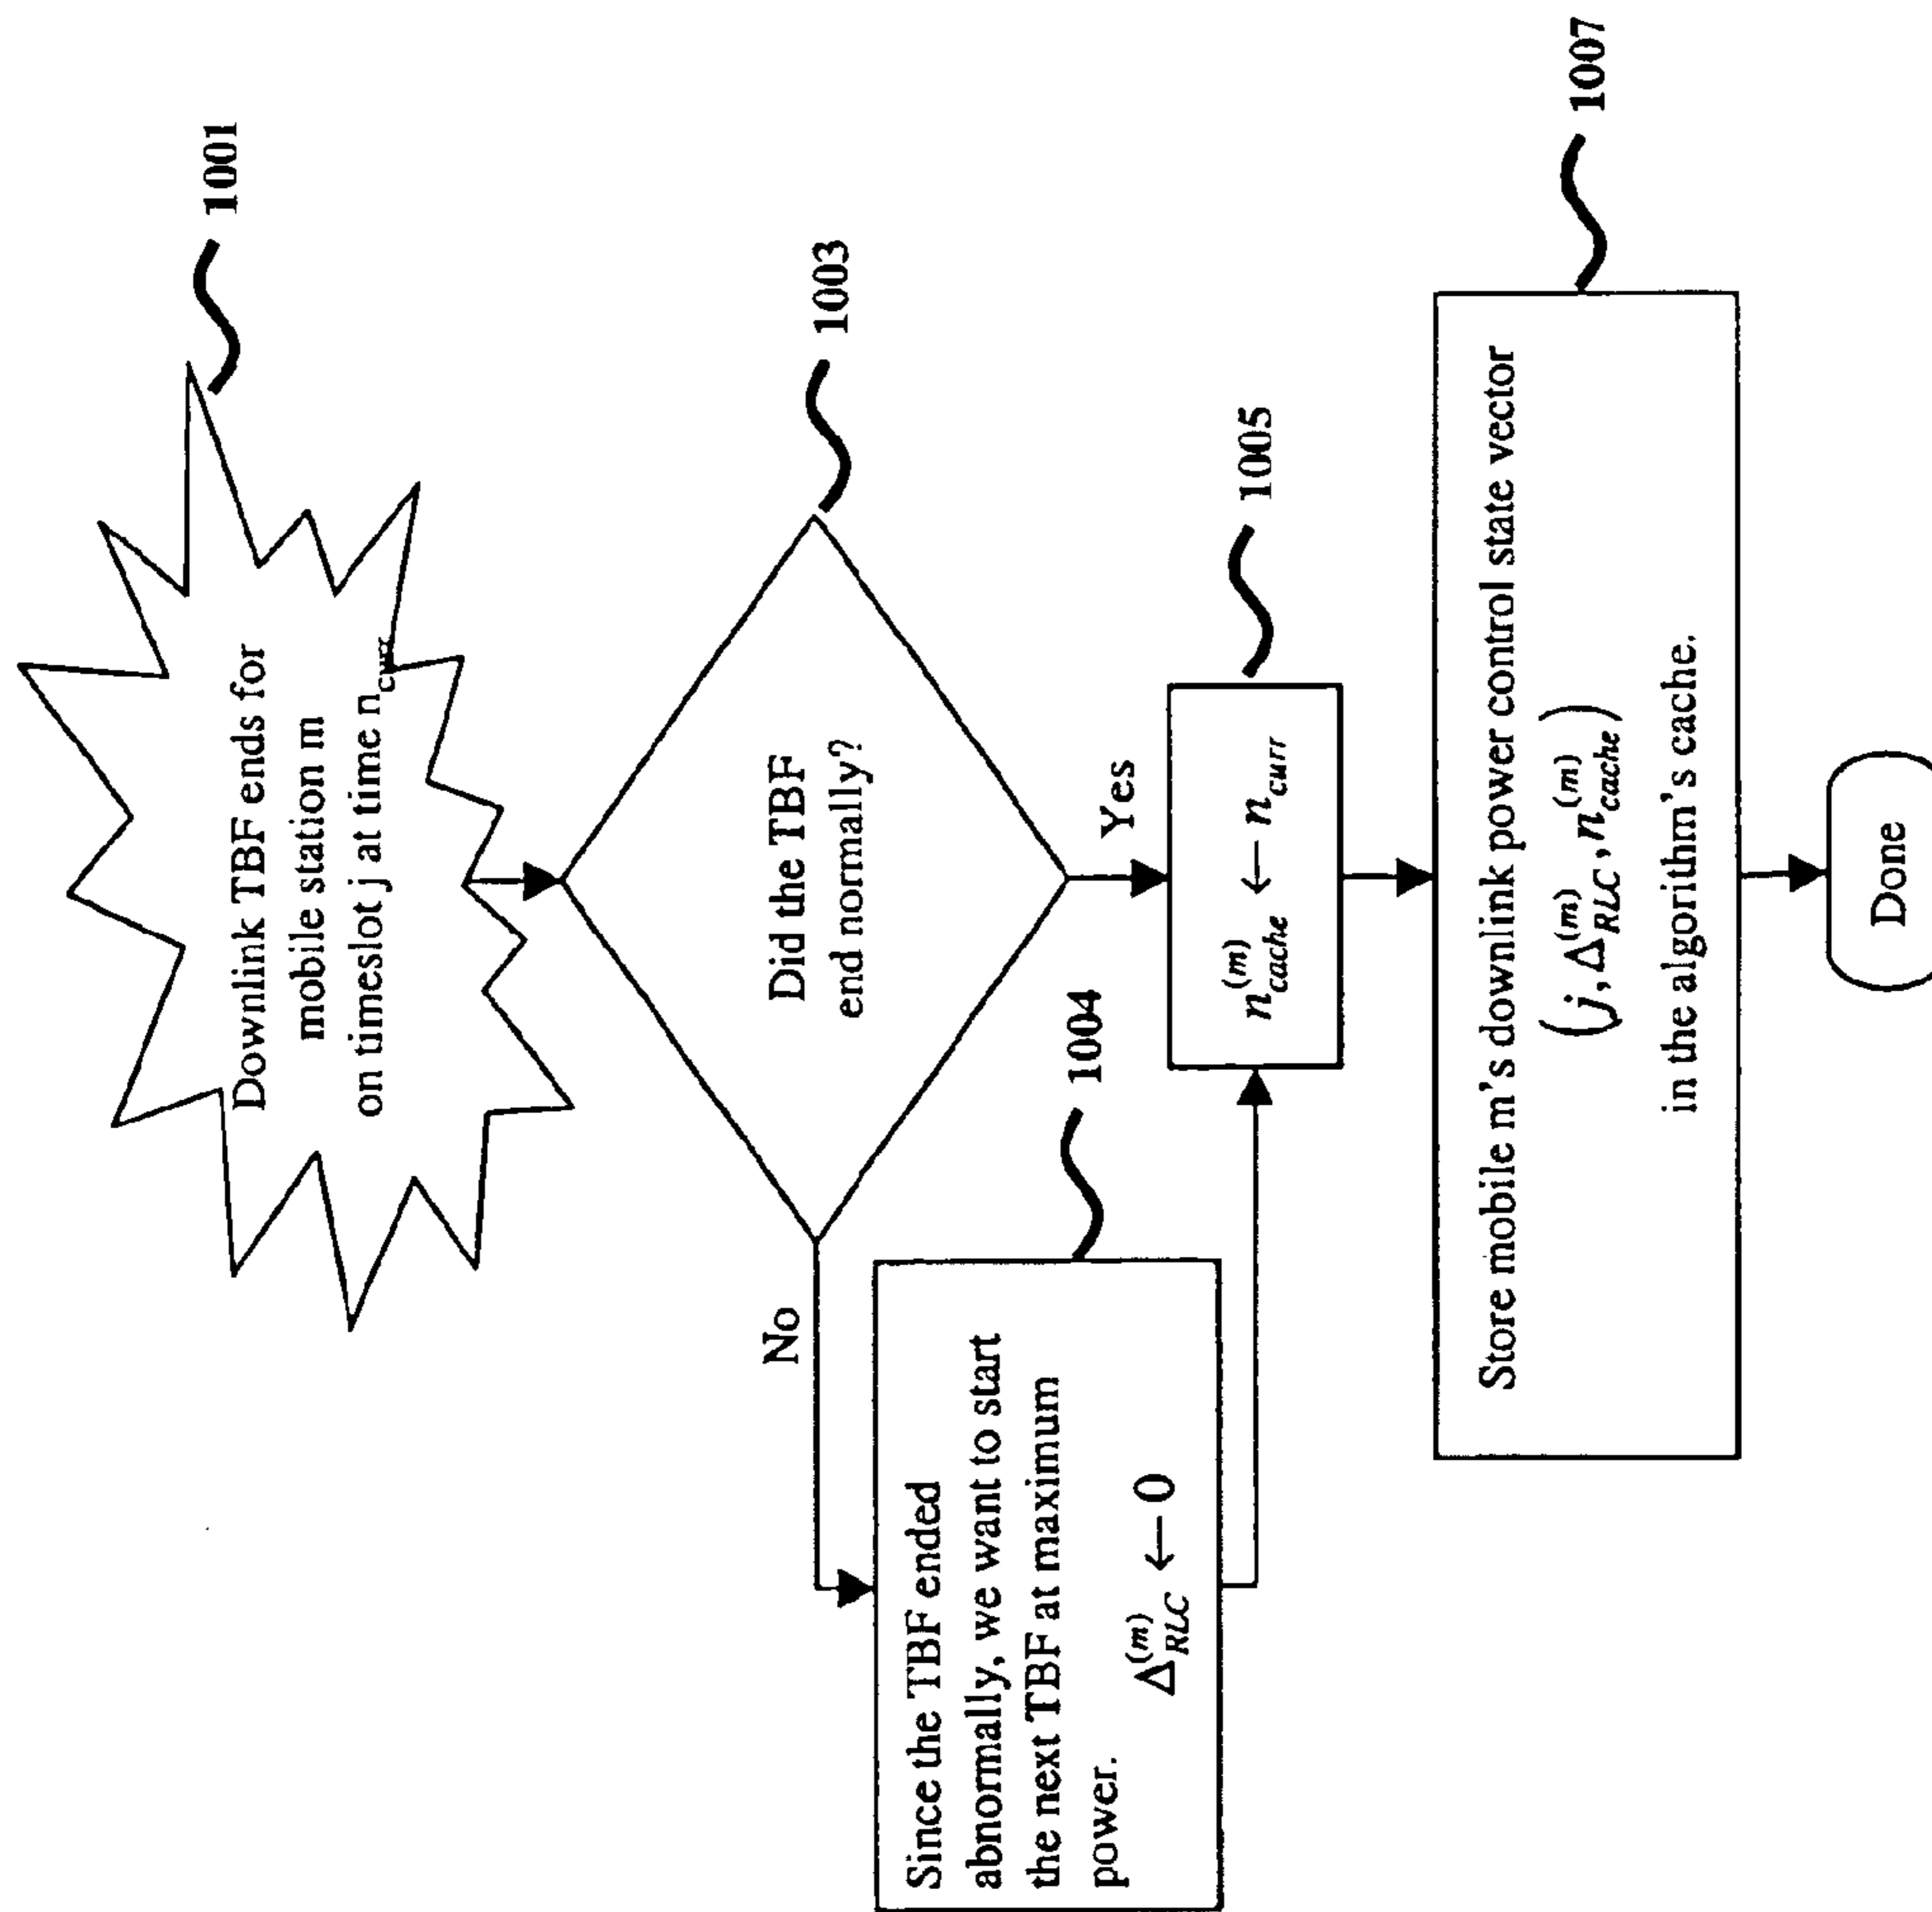 Downlink TBF ends for
mobile station m
on timeslot j at time n_curr
1001
Did the TBF
end normally?
1003
No
Yes
Since the TBF ended
abnormally, we want to start
the next TBF at maximum
power.
Δ_RLC^(m) ← 0
1004
n_cache^(m) ← n_curr
1005
Store mobile m's downlink power control state vector
(j, Δ_RLC^(m), n_cache^(m))
in the algorithm's cache.
1007
Done